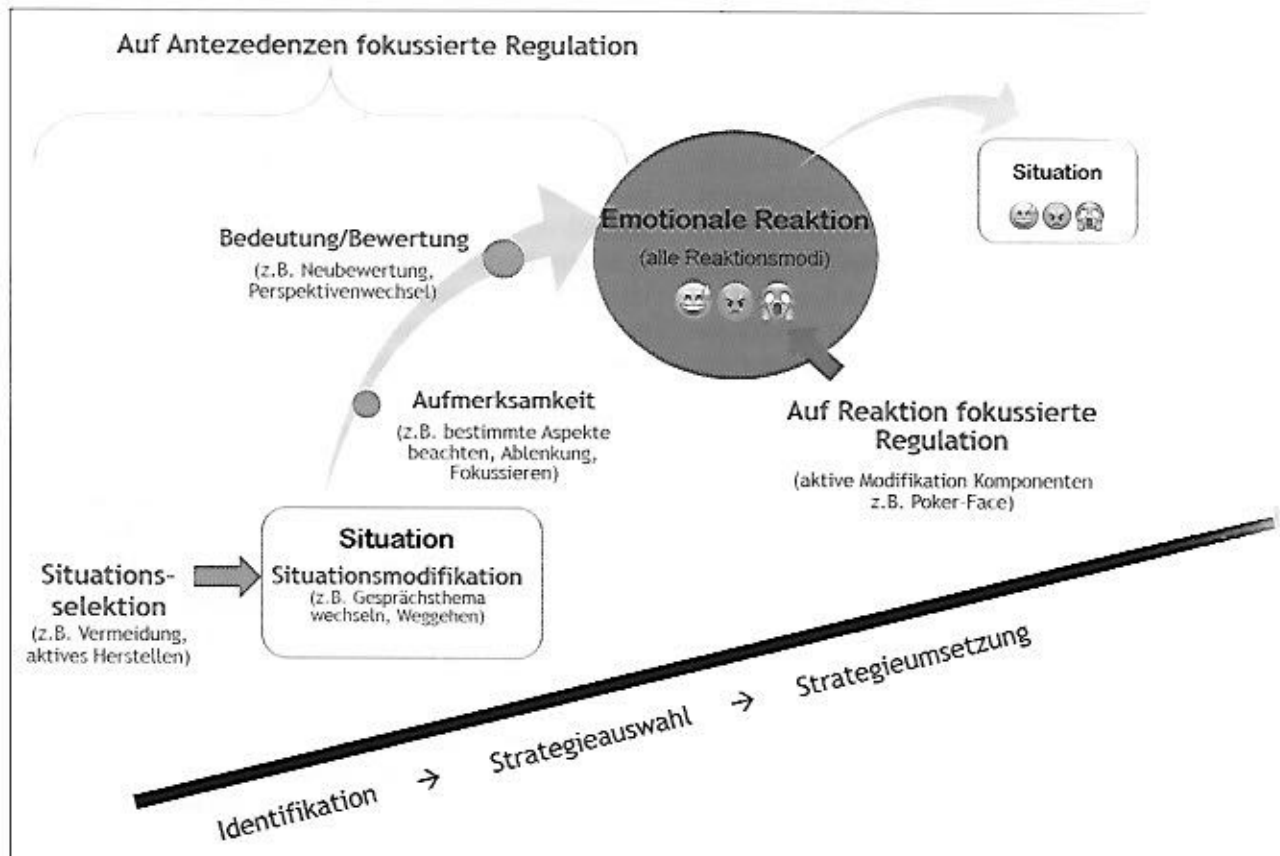 Auf Antezedenzen fokussierte Regulation
Situation
Emotionale Reaktion
(alle Reaktionsmodi)
Bedeutung/Bewertung
(z.B. Neubewertung,
Perspektivenwechsel)
Aufmerksamkeit
(z.B. bestimmte Aspekte
beachten, Ablenkung,
Fokussieren)
Auf Reaktion fokussierte
Regulation
(aktive Modifikation Komponenten
z.B. Poker-Face)
Situations-
selektion
(z.B. Vermeidung,
aktives Herstellen)
Situation
Situationsmodifikation
(z.B. Gesprächsthema
wechseln, Weggehen)
Identifikation → Strategieauswahl → Strategieumsetzung